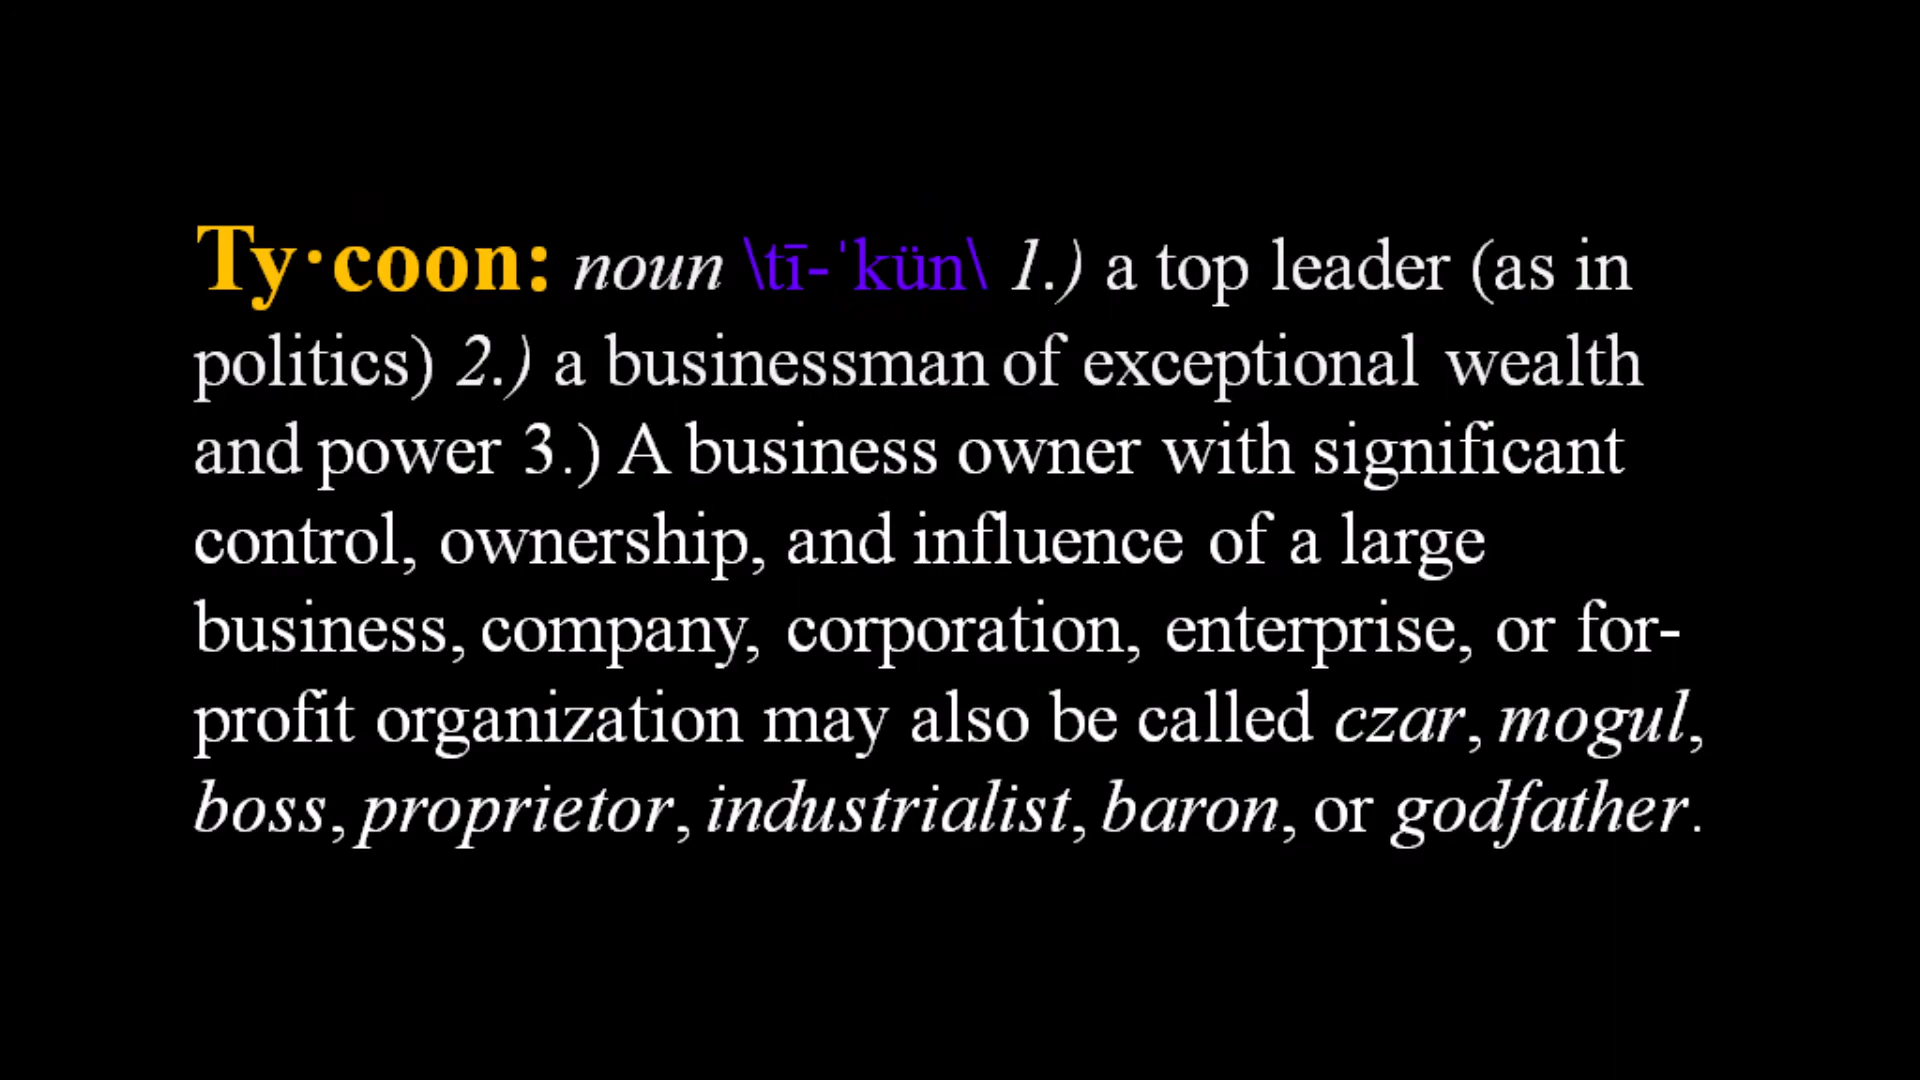 Ty·coon: noun \tī-ˈkün\ 1.) a top leader (as in
politics) 2.) a businessman of exceptional wealth
and power 3.) A business owner with significant
control, ownership, and influence of a large
business, company, corporation, enterprise, or for-
profit organization may also be called czar, mogul,
boss, proprietor, industrialist, baron, or godfather.